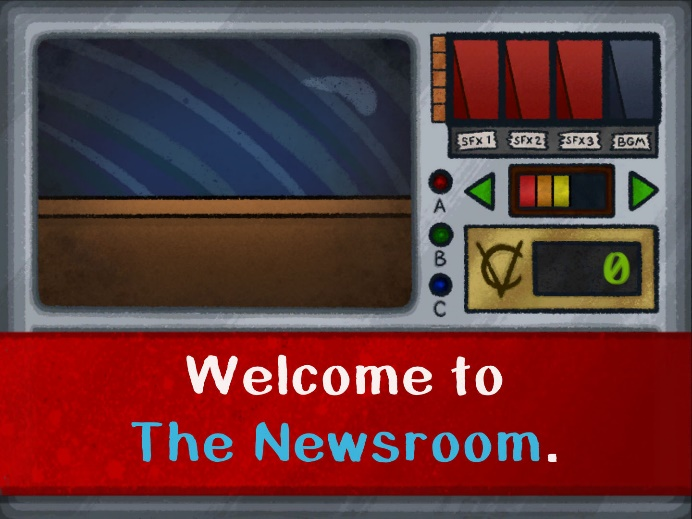 SFX 1 SFX 2 SFX 3 BGM
A
B
0
C
Welcome to
The Newsroom.